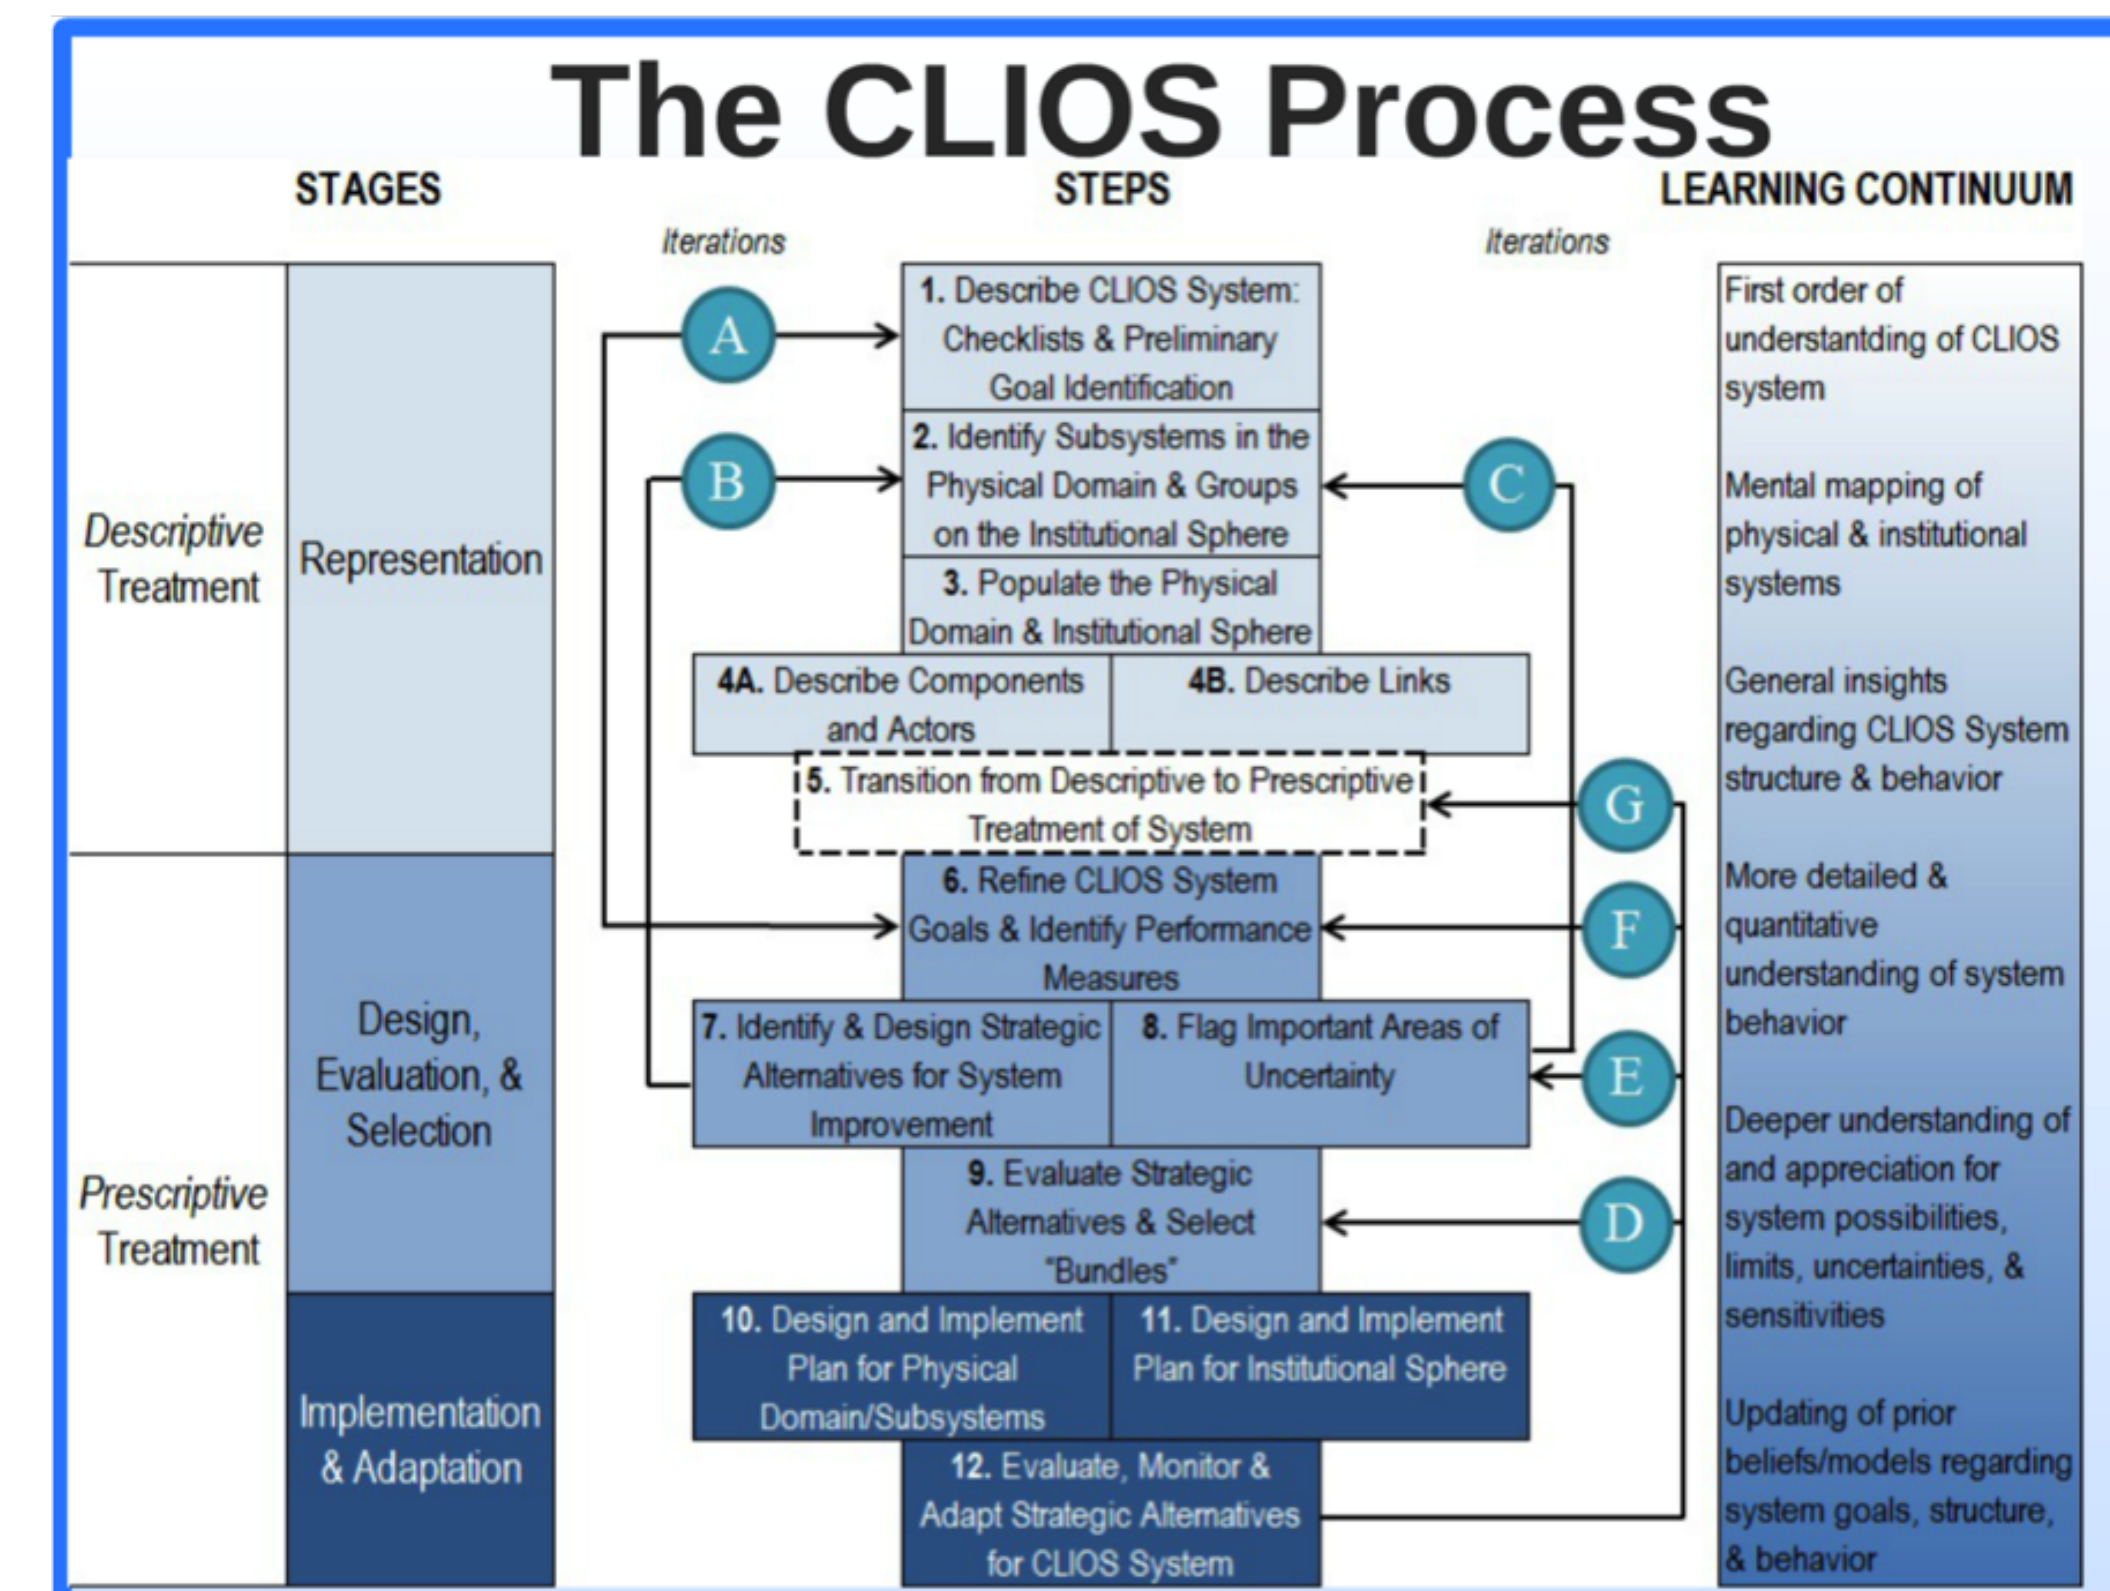 The CLIOS Process
STAGES
STEPS
LEARNING CONTINUUM
Iterations
Iterations
Descriptive
Treatment
Representation
Prescriptive
Treatment
Design,
Evaluation, &
Selection
Implementation
& Adaptation
A
B
1. Describe CLIOS System:
Checklists & Preliminary
Goal Identification
2. Identify Subsystems in the
Physical Domain & Groups
on the Institutional Sphere
3. Populate the Physical
Domain & Institutional Sphere
4A. Describe Components
and Actors
4B. Describe Links
5. Transition from Descriptive to Prescriptive
Treatment of System
6. Refine CLIOS System
Goals & Identify Performance
Measures
7. Identify & Design Strategic
Alternatives for System
Improvement
8. Flag Important Areas of
Uncertainty
9. Evaluate Strategic
Alternatives & Select
"Bundles"
10. Design and Implement
Plan for Physical
Domain/Subsystems
11. Design and Implement
Plan for Institutional Sphere
12. Evaluate, Monitor &
Adapt Strategic Alternatives
for CLIOS System
C
G
F
E
D
First order of
understantding of CLIOS
system
Mental mapping of
physical & institutional
systems
General insights
regarding CLIOS System
structure & behavior
More detailed &
quantitative
understanding of system
behavior
Deeper understanding of
and appreciation for
system possibilities,
limits, uncertainties, &
sensitivities
Updating of prior
beliefs/models regarding
system goals, structure,
& behavior